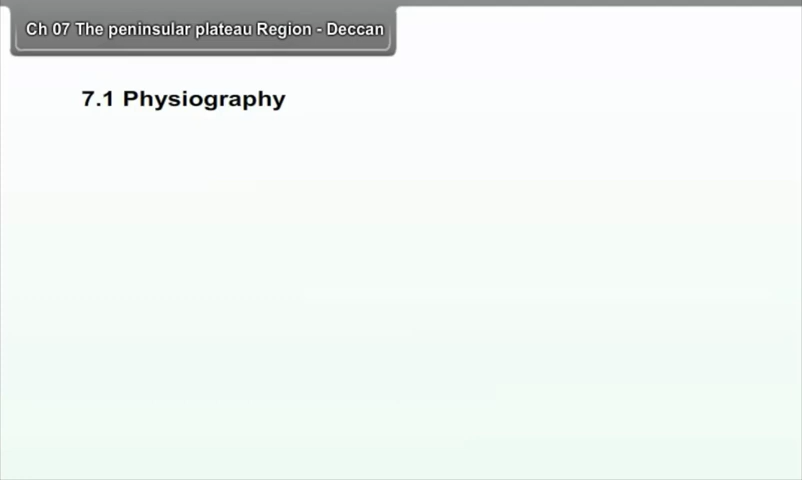 Ch 07 The peninsular plateau Region - Deccan
7.1 Physiography